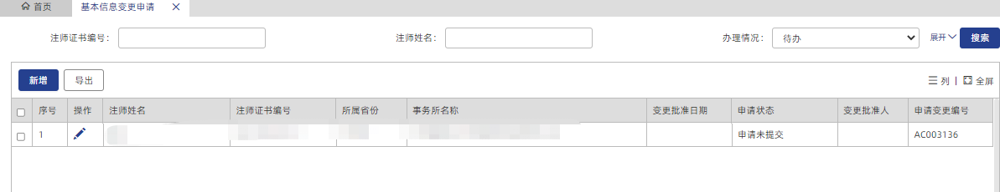 首页 基本信息变更申请
注师证书编号： 注师姓名： 办理情况： 待办 展开 搜索
新增 导出 列 全屏
序号 操作 注师姓名 注师证书编号 所属省份 事务所名称 变更批准日期 申请状态 变更批准人 申请变更编号
1 申请未提交 AC003136